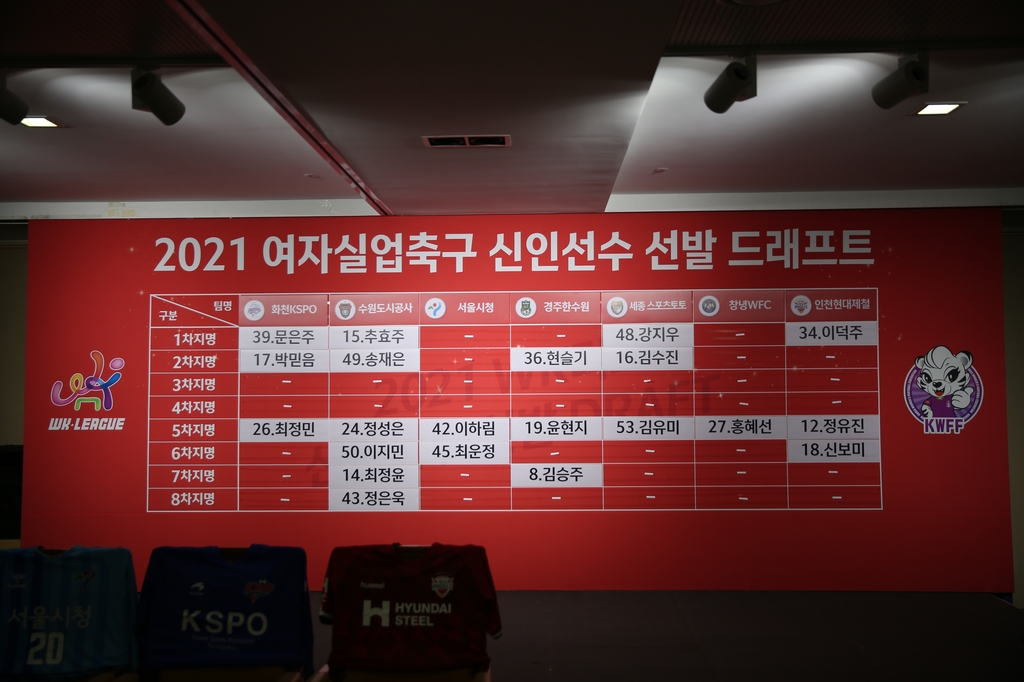 2021 여자실업축구 신인선수 선발 드래프트
구분 팀명 화천KSPO 수원도시공사 서울시청 경주한수원 세종 스포츠토토 창녕WFC 인천현대제철
1차지명 39.문은주 15.추효주 - - 48.강지우 - 34.이덕주
2차지명 17.박믿음 49.송재은 - 36.현슬기 16.김수진 - -
3차지명 - - - - - - -
4차지명 - - - - - - -
5차지명 26.최정민 24.정성은 42.이하림 19.윤현지 53.김유미 27.홍혜선 12.정유진
6차지명 - 50.이지민 45.최운정 - - - 18.신보미
7차지명 - 14.최정윤 - 8.김승주 - - -
8차지명 - 43.정은욱 - - - - -
WK-LEAGUE
KWFF
서울시청
20
KSPO
hummel
HYUNDAI
STEEL